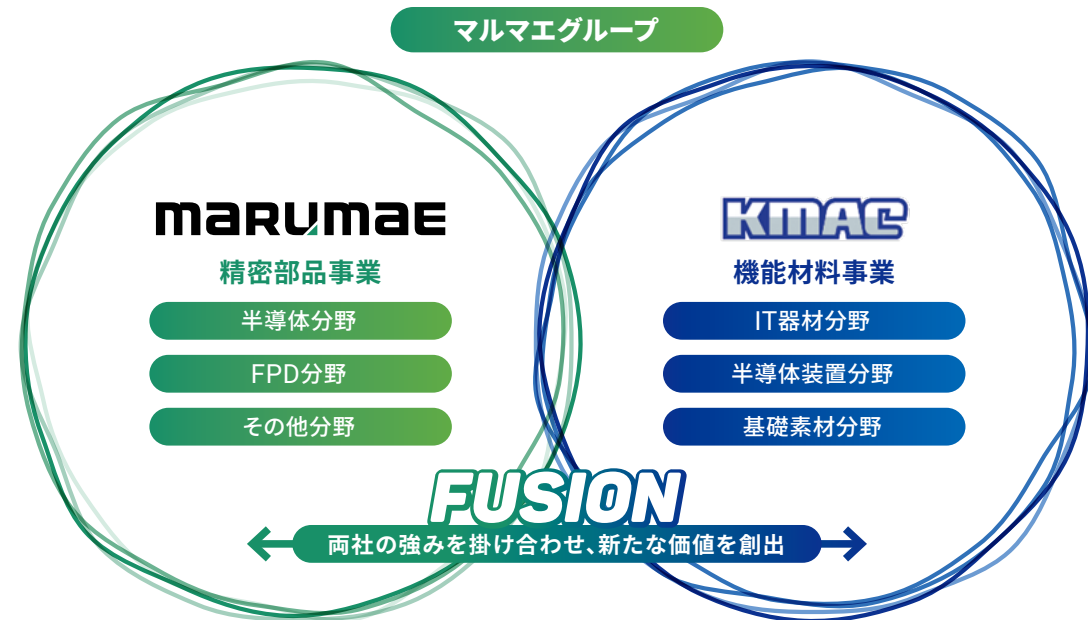 マルマエグループ
marumae
精密部品事業
半導体分野
FPD分野
その他分野
KMAC
機能材料事業
IT器材分野
半導体装置分野
基礎素材分野
FUSION
両社の強みを掛け合わせ、新たな価値を創出